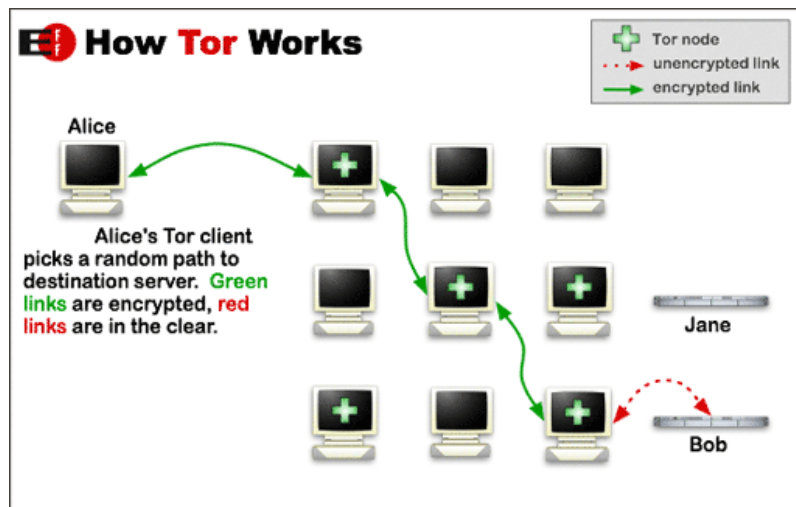 EFF How Tor Works
Tor node
unencrypted link
encrypted link
Alice
Alice's Tor client
picks a random path to
destination server. Green
links are encrypted, red
links are in the clear.
Jane
Bob